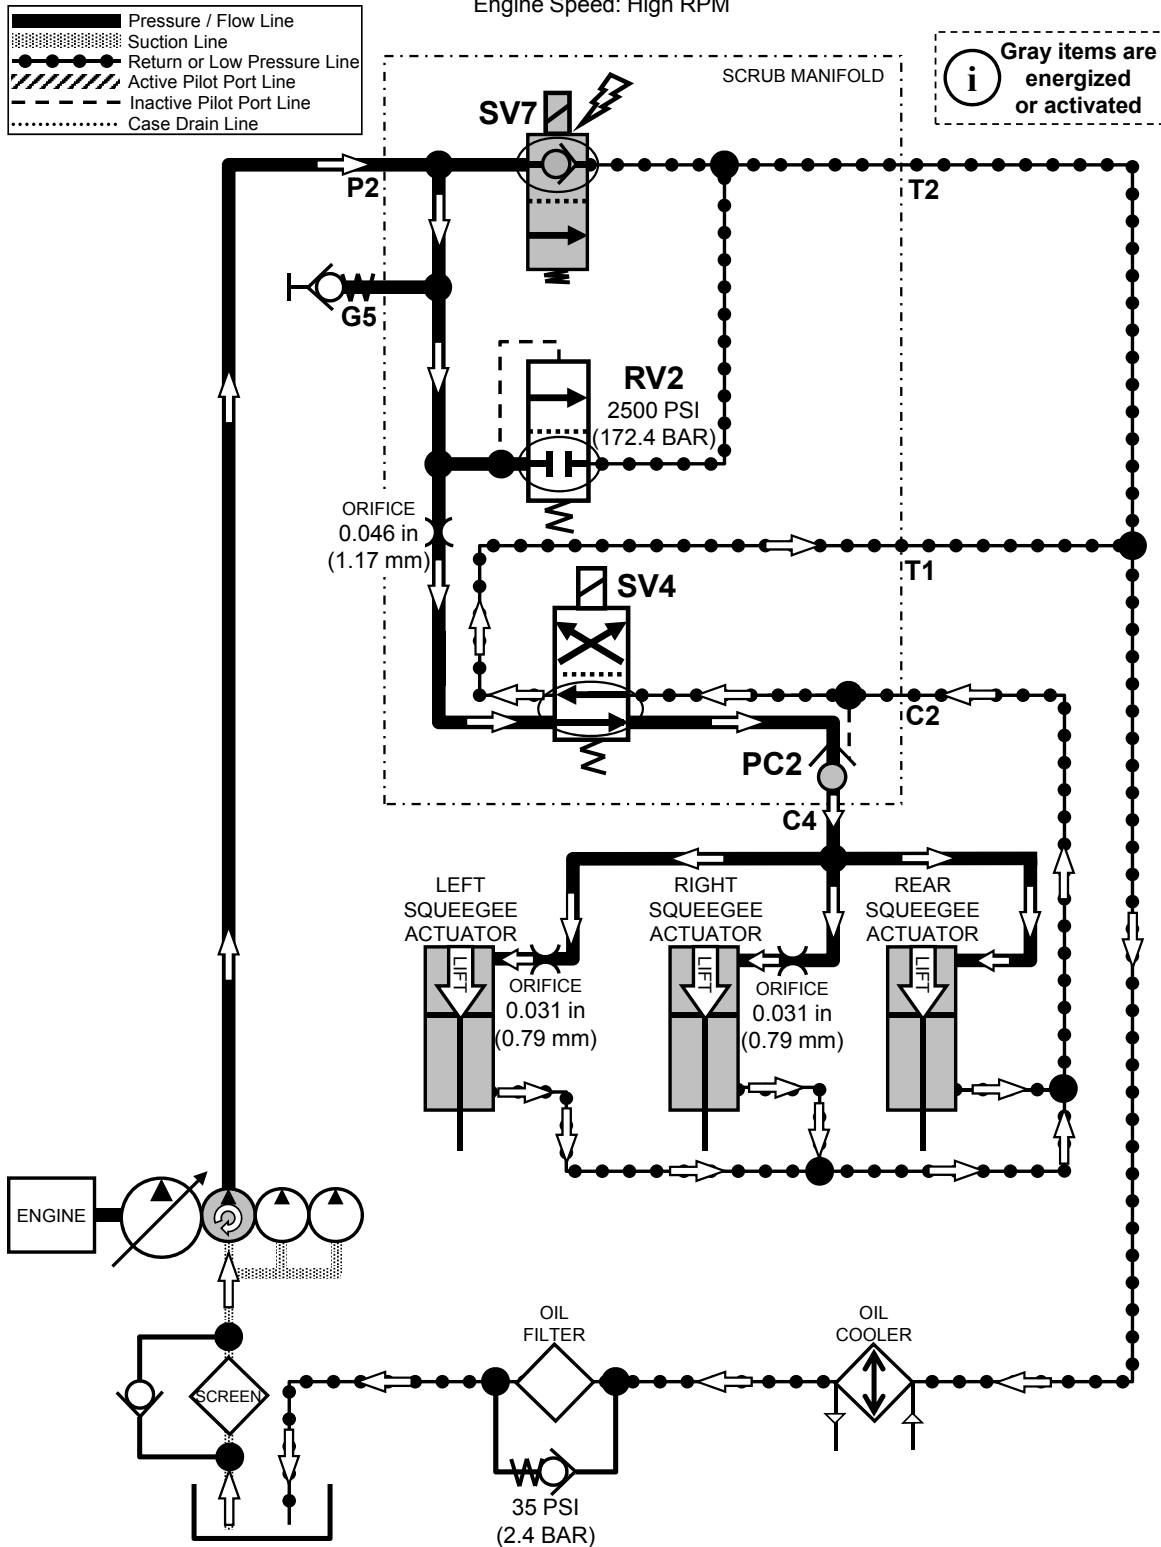 Engine Speed: High RPM
Pressure / Flow Line
Suction Line
Return or Low Pressure Line
Active Pilot Port Line
Inactive Pilot Port Line
Case Drain Line
SCRUB MANIFOLD
i
Gray items are
energized
or activated
SV7
P2
T2
G5
RV2
2500 PSI
(172.4 BAR)
ORIFICE
0.046 in
(1.17 mm)
T1
SV4
C2
PC2
C4
LEFT
SQUEEGEE
ACTUATOR
RIGHT
SQUEEGEE
ACTUATOR
REAR
SQUEEGEE
ACTUATOR
LIFT
LIFT
LIFT
ORIFICE
0.031 in
(0.79 mm)
ORIFICE
0.031 in
(0.79 mm)
ENGINE
SCREEN
OIL
FILTER
OIL
COOLER
35 PSI
(2.4 BAR)